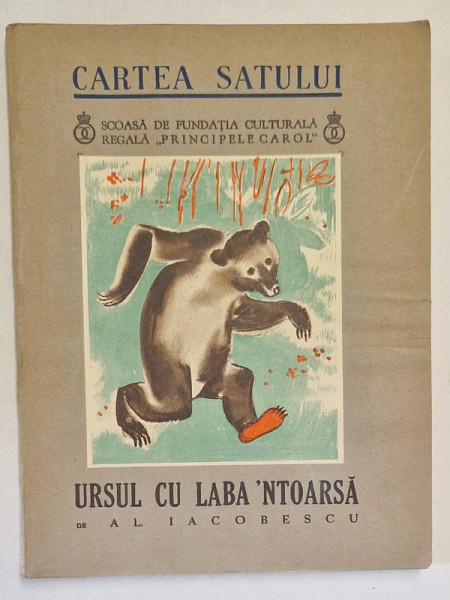 CARTEA SATULUI
SCOASĂ DE FUNDAȚIA CULTURALĂ
REGALĂ „PRINCIPELE CAROL“
URSUL CU LABA 'NTOARSĂ
DE AL. IACOBESCU